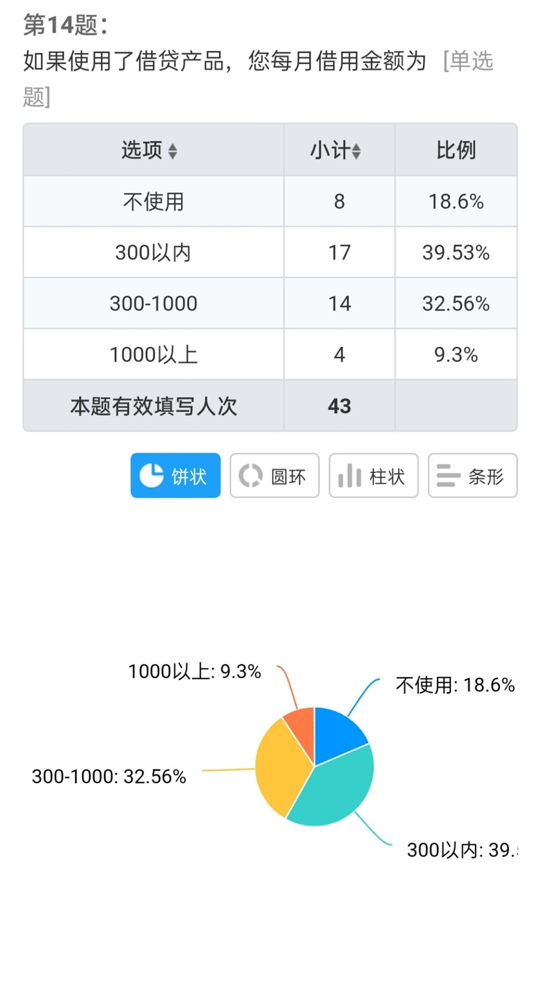 第14题：
如果使用了借贷产品，您每月借用金额为 [单选
题]
选项 小计 比例
不使用 8 18.6%
300以内 17 39.53%
300-1000 14 32.56%
1000以上 4 9.3%
本题有效填写人次 43
饼状 圆环 柱状 条形
1000以上: 9.3%
不使用: 18.6%
300-1000: 32.56%
300以内: 39.